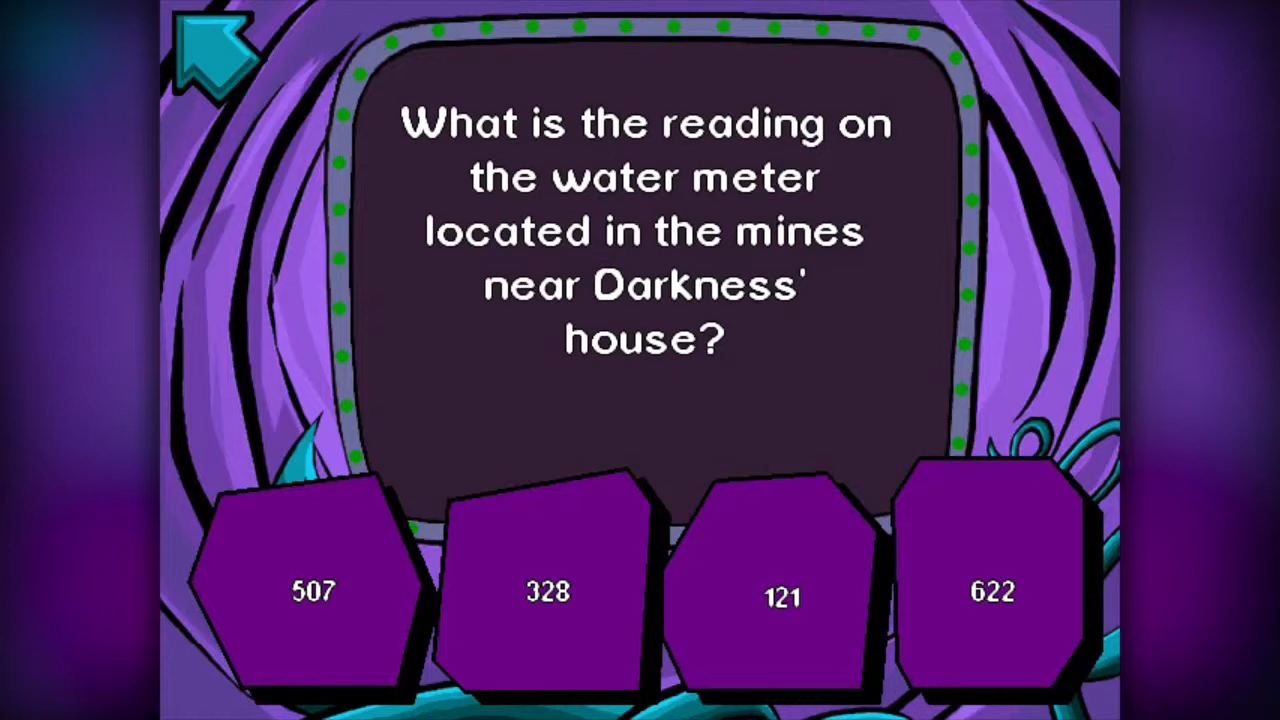 What is the reading on
the water meter
located in the mines
near Darkness'
house?
507
328
121
622